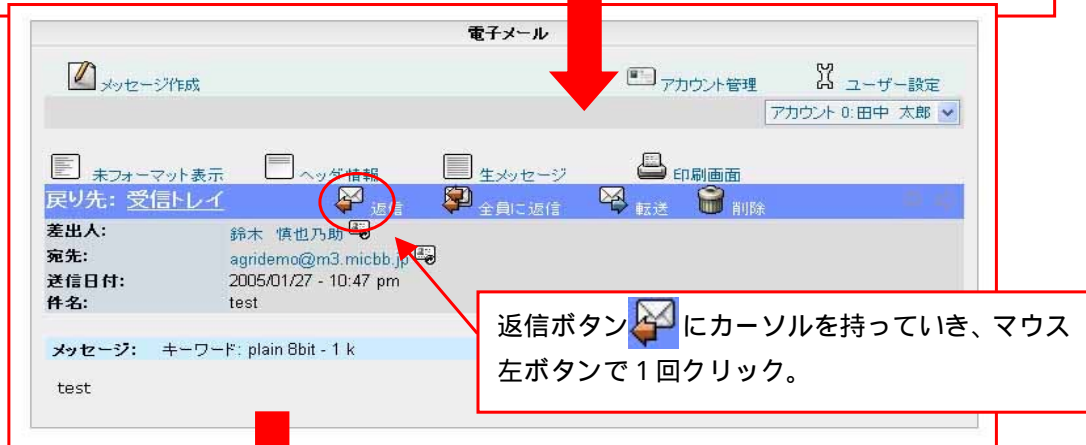 電子メール
メッセージ作成 アカウント管理 ユーザー設定
アカウント 0:田中 太郎
未フォーマット表示 ヘッダ情報 生メッセージ 印刷画面
戻り先: 受信トレイ 返信 全員に返信 転送 削除
差出人: 鈴木 慎也乃助
宛先: agridemo@m3.micbb.jp
送信日付: 2005/01/27 - 10:47 pm
件名: test
メッセージ: キーワード: plain 8bit - 1 k
test
返信ボタン にカーソルを持っていき、マウス
左ボタンで1回クリック。